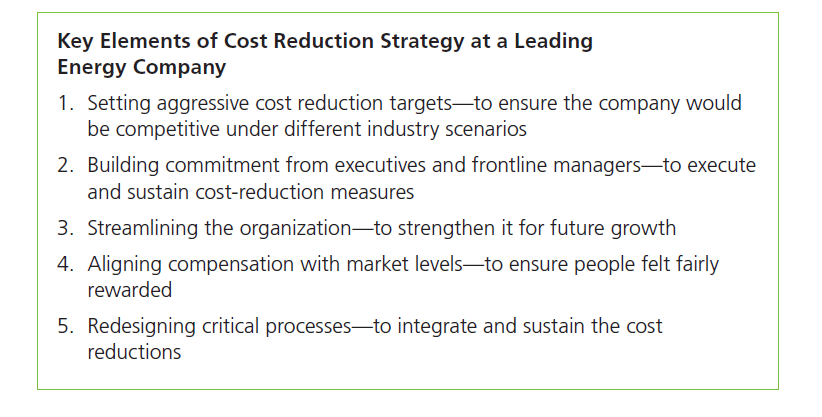 Key Elements of Cost Reduction Strategy at a Leading
Energy Company
1. Setting aggressive cost reduction targets—to ensure the company would
be competitive under different industry scenarios
2. Building commitment from executives and frontline managers—to execute
and sustain cost-reduction measures
3. Streamlining the organization—to strengthen it for future growth
4. Aligning compensation with market levels—to ensure people felt fairly
rewarded
5. Redesigning critical processes—to integrate and sustain the cost
reductions